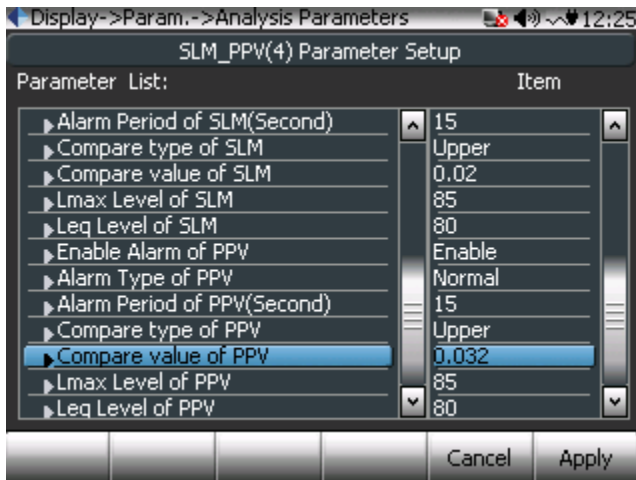 Display->Param.->Analysis Parameters 12:25
SLM_PPV(4) Parameter Setup
Parameter List: Item
Alarm Period of SLM(Second) 15
Compare type of SLM Upper
Compare value of SLM 0.02
Lmax Level of SLM 85
Leq Level of SLM 80
Enable Alarm of PPV Enable
Alarm Type of PPV Normal
Alarm Period of PPV(Second) 15
Compare type of PPV Upper
Compare value of PPV 0.032
Lmax Level of PPV 85
Leq Level of PPV 80
Cancel Apply